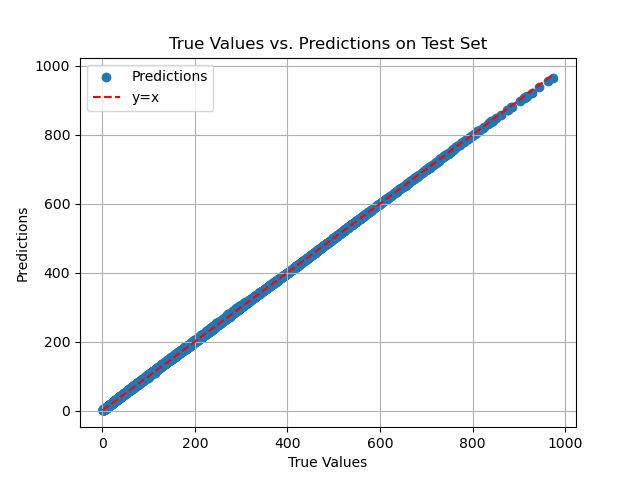 True Values vs. Predictions on Test Set
Predictions
y=x
1000
800
600
400
200
0
Predictions
0 200 400 600 800 1000
True Values